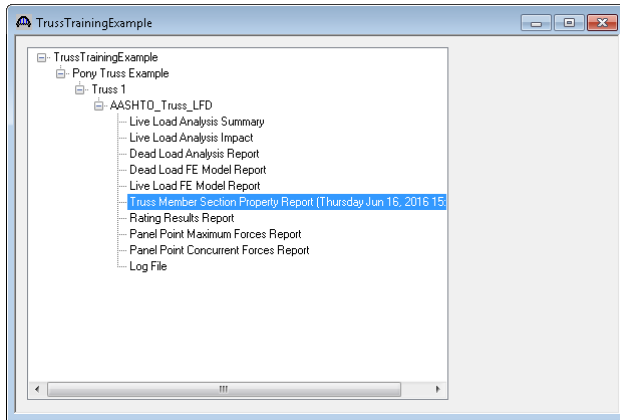 TrussTrainingExample
TrussTrainingExample
Pony Truss Example
Truss 1
AASHTO_Truss_LFD
Live Load Analysis Summary
Live Load Analysis Impact
Dead Load Analysis Report
Dead Load FE Model Report
Live Load FE Model Report
Truss Member Section Property Report (Thursday Jun 16, 2016 15:
Rating Results Report
Panel Point Maximum Forces Report
Panel Point Concurrent Forces Report
Log File